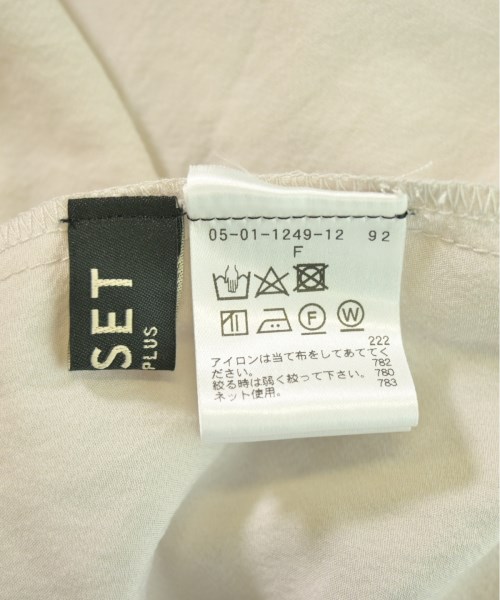 SET
PLUS
05-01-1249-12 92
F
F W
222
アイロンは当て布をしてあててく 782
ださい。
絞る時は弱く絞って下さい。 780
ネット使用。 783